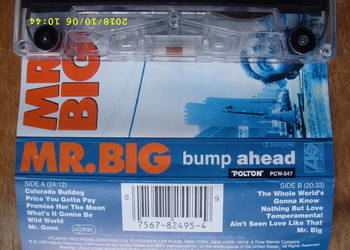 2018/10/06 10:44
MR.
BIG
MR.BIG bump ahead
"POLTON" PCW-547
SIDE A (24:12)
Colorado Bulldog
Price You Gotta Pay
Promise Her The Moon
What's It Gonna Be
Wild World
Mr. Gone
0 7567-82495-4
SIDE B (20:33)
The Whole World's
Gonna Know
Nothing But Love
Temperamental
Ain't Seen Love Like That
Mr. Big